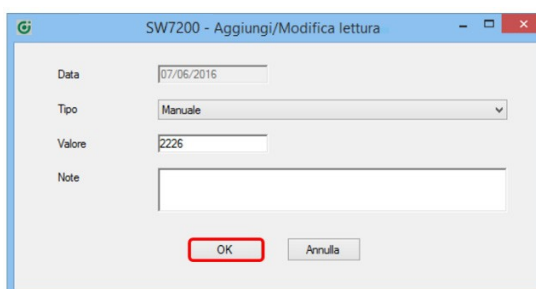 SW7200 - Aggiungi/Modifica lettura
Data 07/06/2016
Tipo Manuale
Valore 2226
Note
OK Annulla